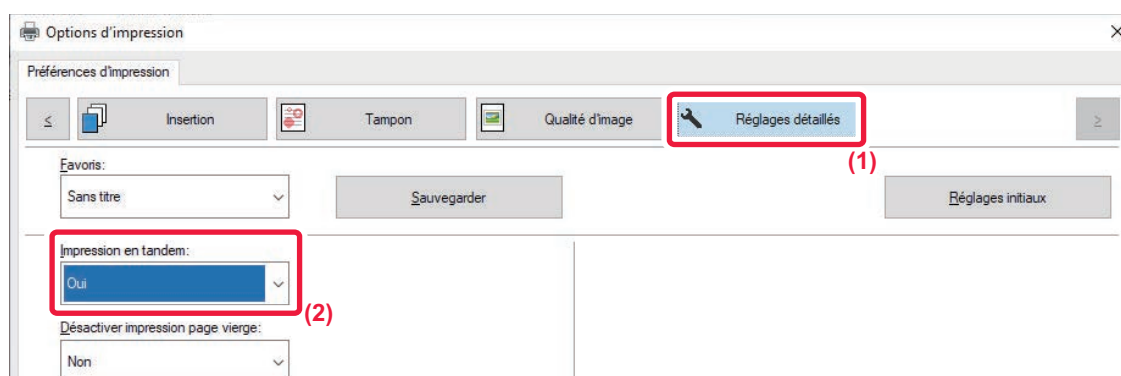 Options d'impression
Préférences d'impression
< Insertion Tampon Qualité d'image Réglages détaillés >
(1)
Favoris:
Sans titre Sauvegarder Réglages initiaux
Impression en tandem:
Oui
(2)
Désactiver impression page vierge:
Non